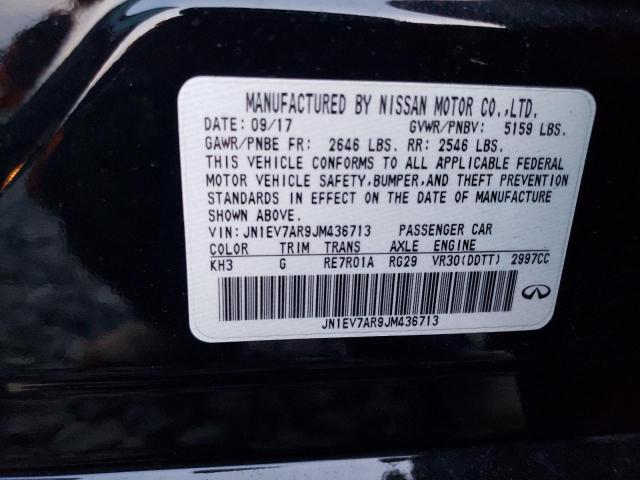 MANUFACTURED BY NISSAN MOTOR CO.,LTD.
DATE: 09/17 GVWR/PNBV: 5159 LBS.
GAWR/PNBE FR: 2646 LBS. RR: 2546 LBS.
THIS VEHICLE CONFORMS TO ALL APPLICABLE FEDERAL
MOTOR VEHICLE SAFETY,BUMPER,AND THEFT PREVENTION
STANDARDS IN EFFECT ON THE DATE OF MANUFACTURE
SHOWN ABOVE.
VIN: JN1EV7AR9JM436713 PASSENGER CAR
COLOR TRIM TRANS AXLE ENGINE
KH3 G RE7R01A RG29 VR30(DDTT) 2997CC
JN1EV7AR9JM436713